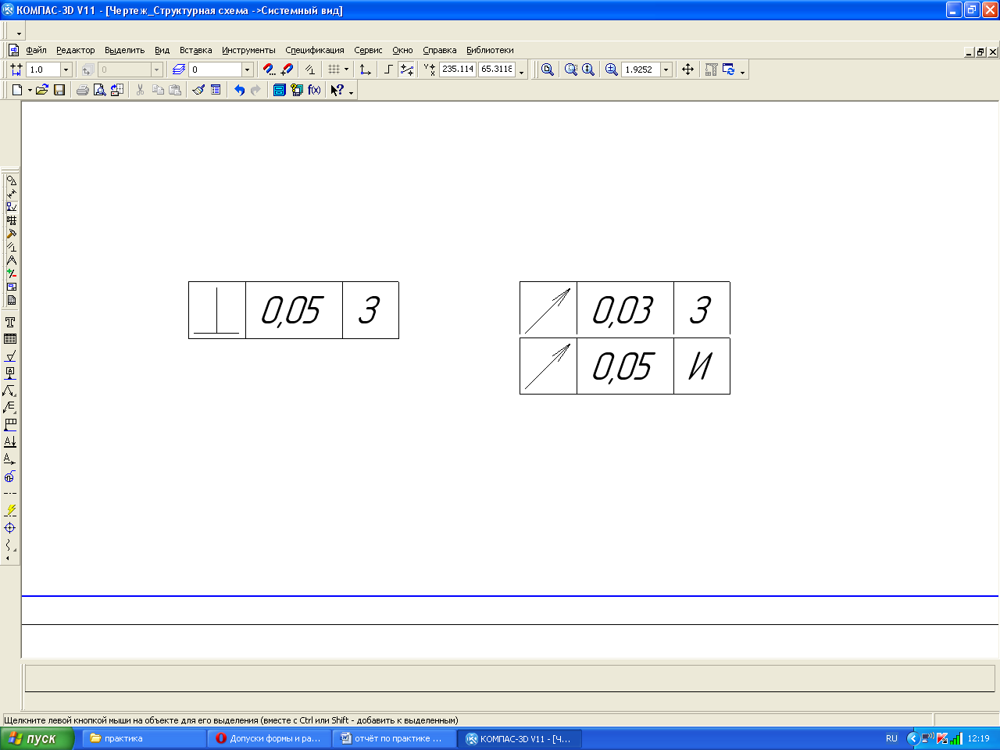 КОМПАС-3D V11 - [Чертеж_Структурная схема ->Системный вид]
Файл Редактор Выделить Вид Вставка Инструменты Спецификация Сервис Окно Справка Библиотеки
1.0 0 0 235.114 65.3118 1.9252
f(x)
0,05 З
0,03 З
0,05 И
Щелкните левой кнопкой мыши на объекте для его выделения (вместе с Ctrl или Shift - добавить к выделенным)
пуск практика Допуски формы и ра... отчёт по практике ... КОМПАС-3D V11 - [Ч... RU 12:19